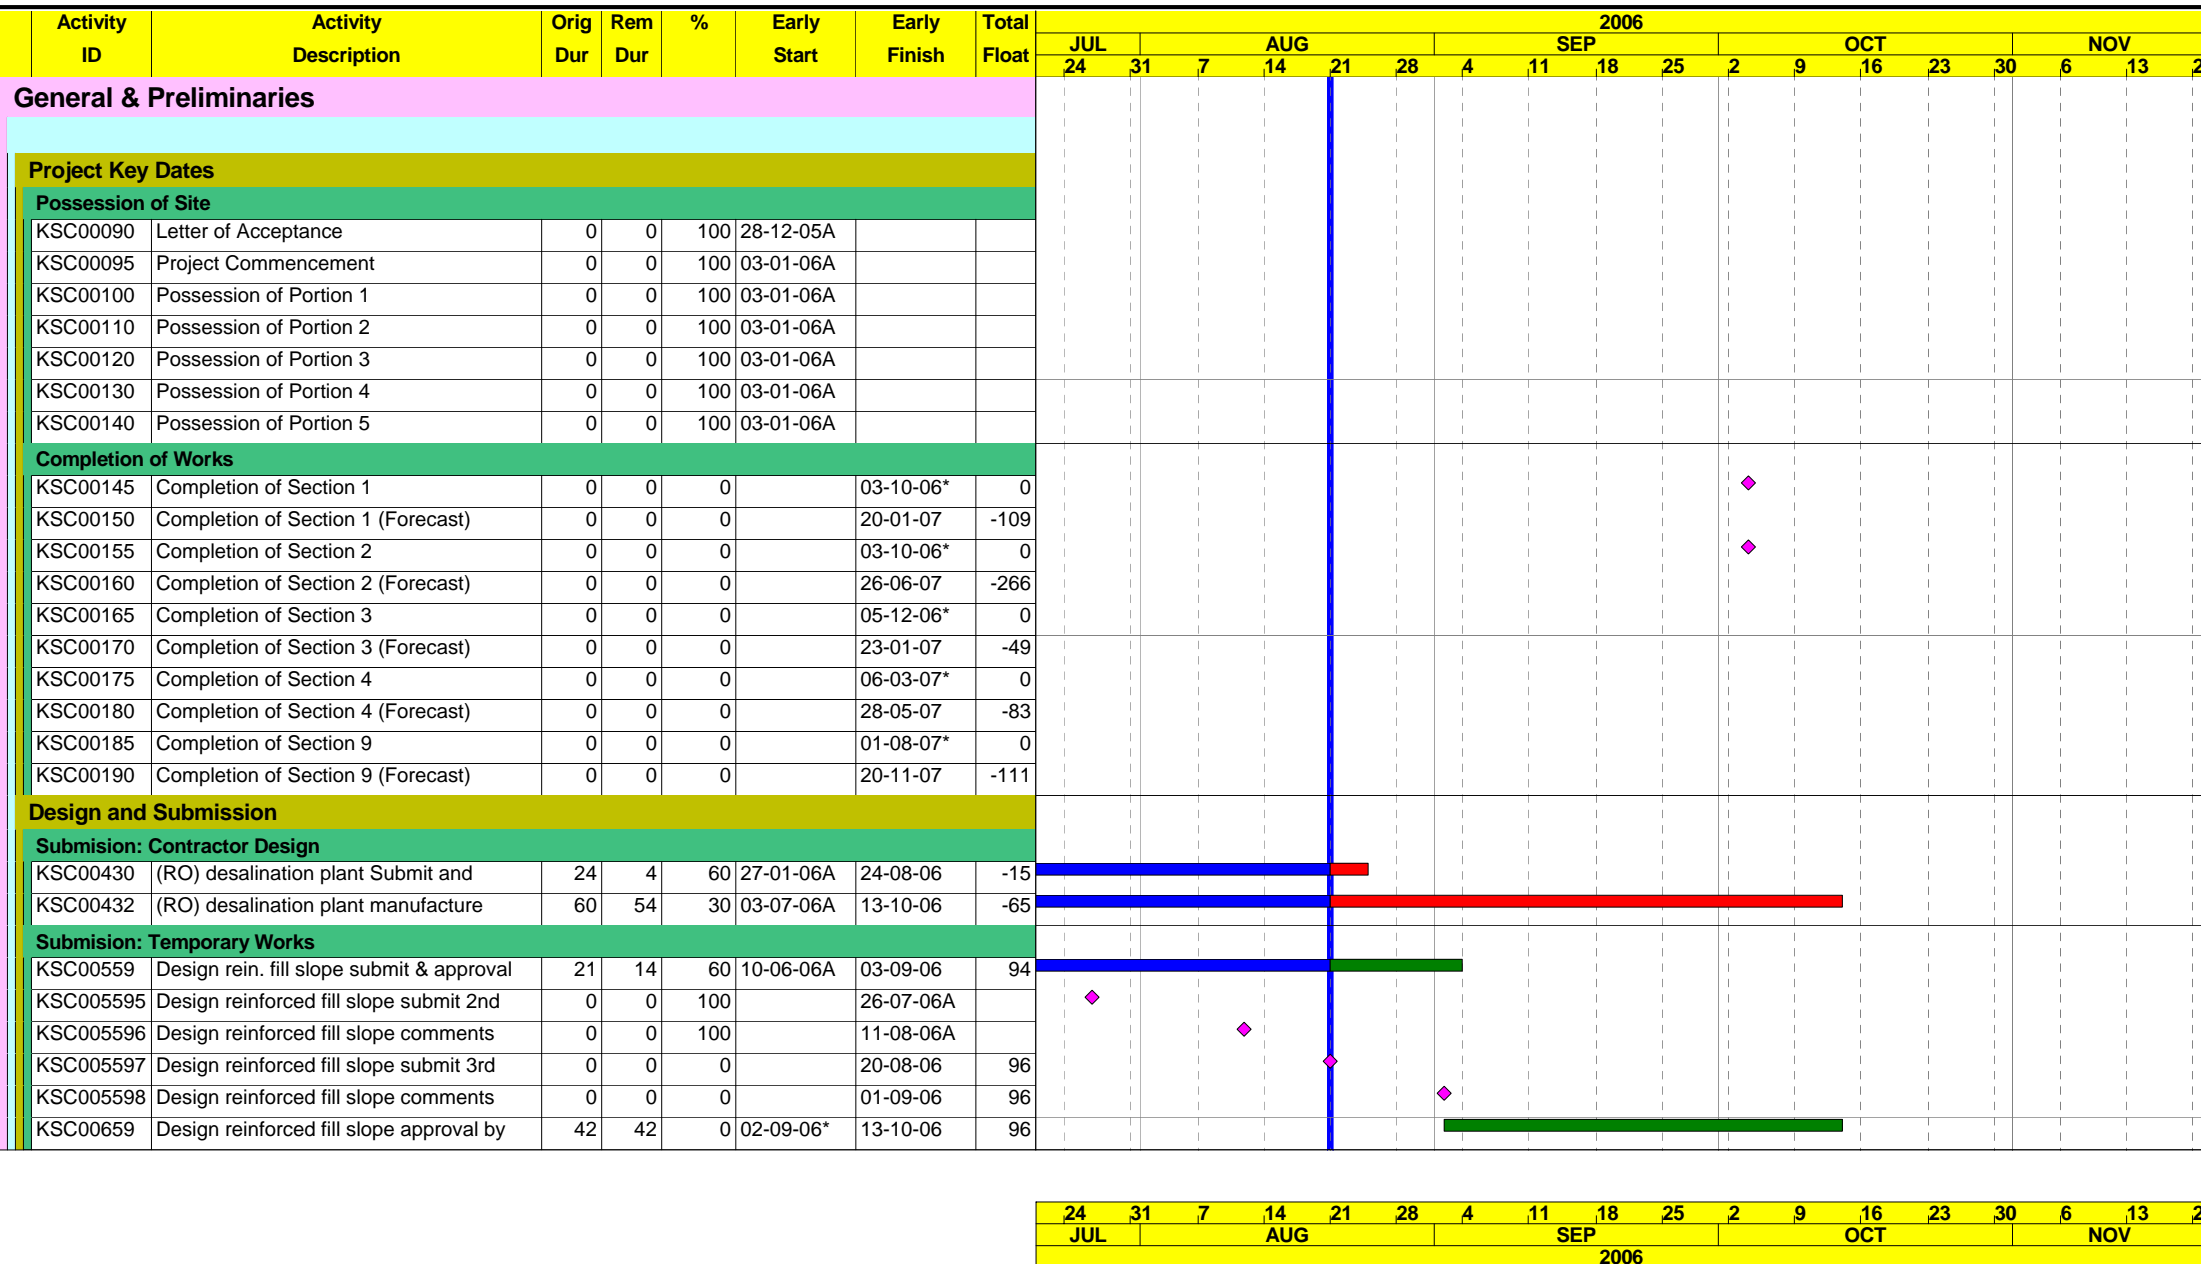 Activity Activity Orig Rem % Early Early Total 2006
ID Description Dur Dur Start Finish Float JUL AUG SEP OCT NOV
24 31 7 14 21 28 4 11 18 25 2 9 16 23 30 6 13 2
General & Preliminaries
Project Key Dates
Possession of Site
KSC00090 Letter of Acceptance 0 0 100 28-12-05A
KSC00095 Project Commencement 0 0 100 03-01-06A
KSC00100 Possession of Portion 1 0 0 100 03-01-06A
KSC00110 Possession of Portion 2 0 0 100 03-01-06A
KSC00120 Possession of Portion 3 0 0 100 03-01-06A
KSC00130 Possession of Portion 4 0 0 100 03-01-06A
KSC00140 Possession of Portion 5 0 0 100 03-01-06A
Completion of Works
KSC00145 Completion of Section 1 0 0 0 03-10-06* 0
KSC00150 Completion of Section 1 (Forecast) 0 0 0 20-01-07 -109
KSC00155 Completion of Section 2 0 0 0 03-10-06* 0
KSC00160 Completion of Section 2 (Forecast) 0 0 0 26-06-07 -266
KSC00165 Completion of Section 3 0 0 0 05-12-06* 0
KSC00170 Completion of Section 3 (Forecast) 0 0 0 23-01-07 -49
KSC00175 Completion of Section 4 0 0 0 06-03-07* 0
KSC00180 Completion of Section 4 (Forecast) 0 0 0 28-05-07 -83
KSC00185 Completion of Section 9 0 0 0 01-08-07* 0
KSC00190 Completion of Section 9 (Forecast) 0 0 0 20-11-07 -111
Design and Submission
Submision: Contractor Design
KSC00430 (RO) desalination plant Submit and 24 4 60 27-01-06A 24-08-06 -15
KSC00432 (RO) desalination plant manufacture 60 54 30 03-07-06A 13-10-06 -65
Submision: Temporary Works
KSC00559 Design rein. fill slope submit & approval 21 14 60 10-06-06A 03-09-06 94
KSC005595 Design reinforced fill slope submit 2nd 0 0 100 26-07-06A
KSC005596 Design reinforced fill slope comments 0 0 100 11-08-06A
KSC005597 Design reinforced fill slope submit 3rd 0 0 0 20-08-06 96
KSC005598 Design reinforced fill slope comments 0 0 0 01-09-06 96
KSC00659 Design reinforced fill slope approval by 42 42 0 02-09-06* 13-10-06 96
24 31 7 14 21 28 4 11 18 25 2 9 16 23 30 6 13 2
JUL AUG SEP OCT NOV
2006